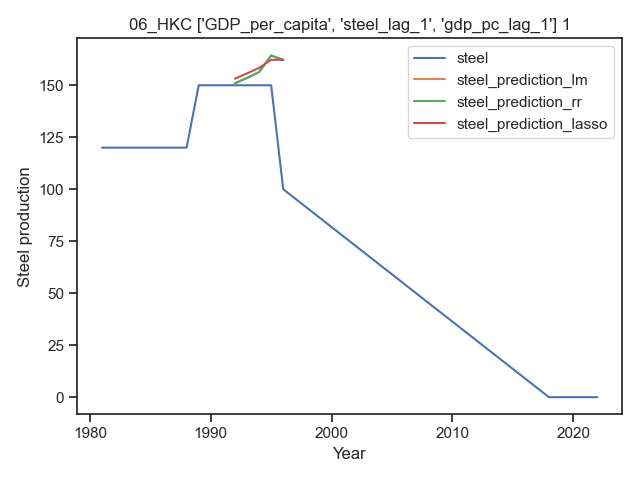 06_HKC ['GDP_per_capita', 'steel_lag_1', 'gdp_pc_lag_1'] 1
steel
steel_prediction_lm
steel_prediction_rr
steel_prediction_lasso
Steel production
150
125
100
75
50
25
0
1980
1990
2000
2010
2020
Year